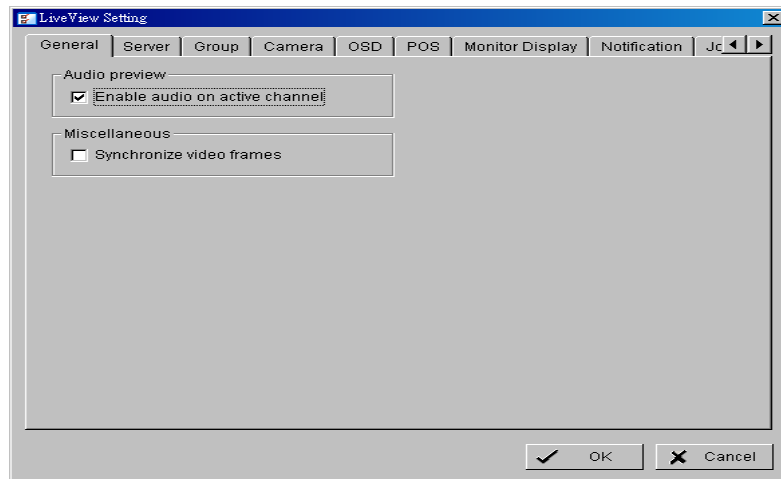 LiveView Setting
General Server Group Camera OSD POS Monitor Display Notification
Audio preview
Enable audio on active channel
Miscellaneous
Synchronize video frames
OK Cancel